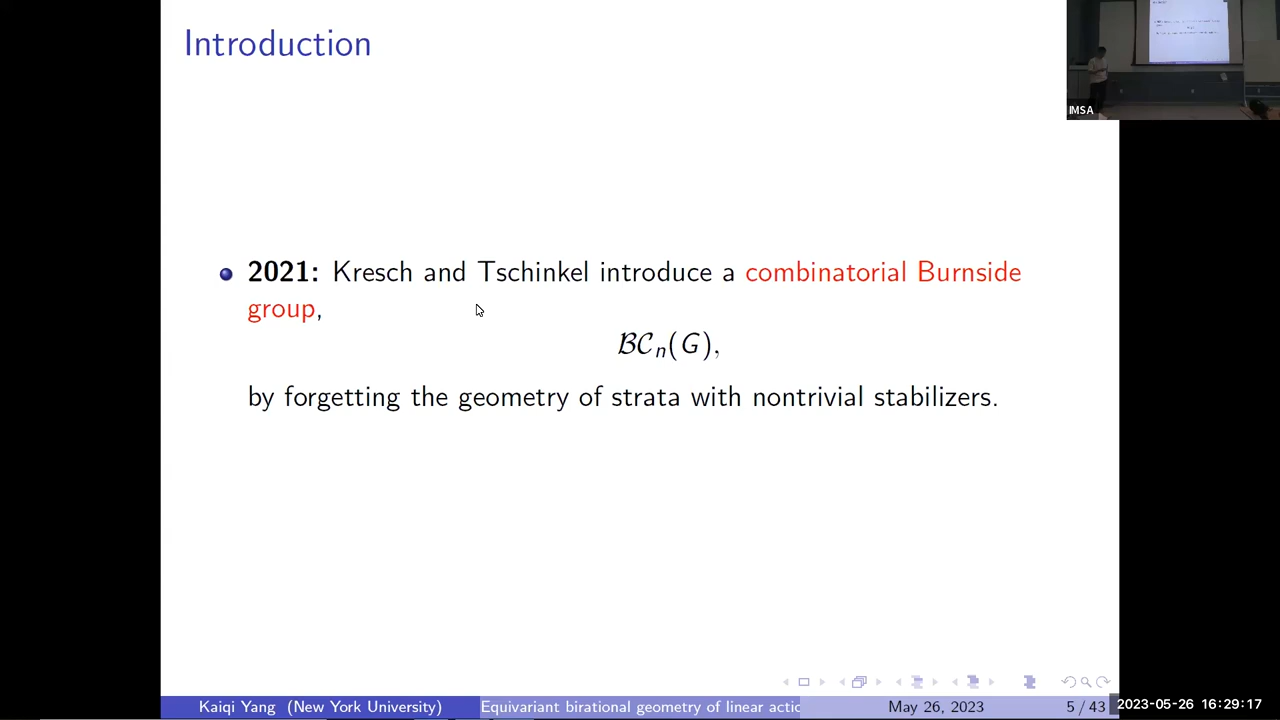 Introduction
IMSA
2021: Kresch and Tschinkel introduce a combinatorial Burnside
group,
𝓑𝓒ₙ(G),
by forgetting the geometry of strata with nontrivial stabilizers.
Kaiqi Yang (New York University)
Equivariant birational geometry of linear actic
May 26, 2023
5 / 43
2023-05-26 16:29:17